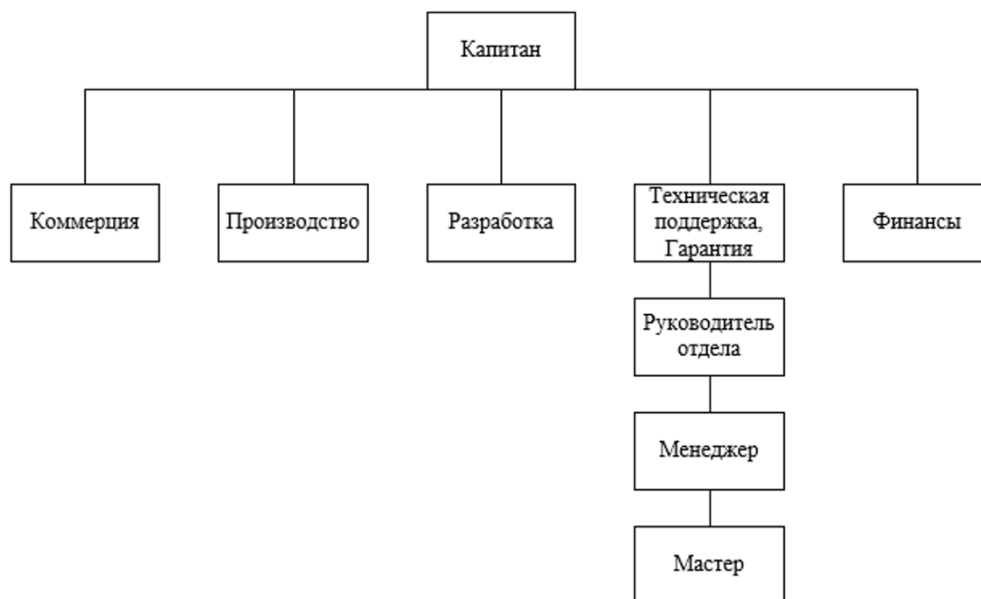 Капитан
Коммерция
Производство
Разработка
Техническая
поддержка,
Гарантия
Финансы
Руководитель
отдела
Менеджер
Мастер